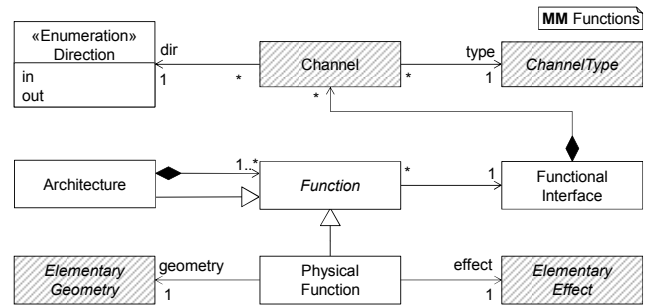 MM Functions
«Enumeration»
Direction
in
out
dir
1
*
Channel
*
type
1
ChannelType
*
Architecture
1..*
Function
*
1
Functional
Interface
Elementary
Geometry
geometry
1
Physical
Function
effect
1
Elementary
Effect